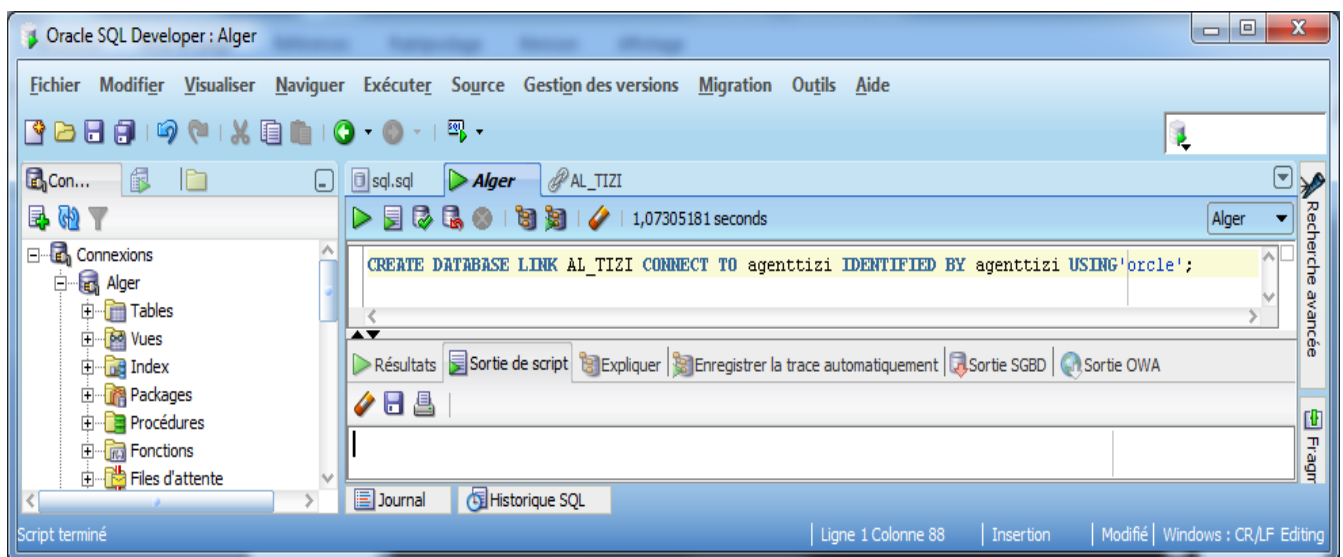 Oracle SQL Developer : Alger
Fichier Modifier Visualiser Naviguer Exécuter Source Gestion des versions Migration Outils Aide
Con...
sql.sql Alger AL_TIZI
1,07305181 seconds Alger
Connexions
Alger
Tables
Vues
Index
Packages
Procédures
Fonctions
Files d'attente
CREATE DATABASE LINK AL_TIZI CONNECT TO agenttizi IDENTIFIED BY agenttizi USING'orcle';
Résultats Sortie de script Expliquer Enregistrer la trace automatiquement Sortie SGBD Sortie OWA
Journal Historique SQL
Recherche avancée
Fragm
Script terminé Ligne 1 Colonne 88 Insertion Modifié Windows : CR/LF Editing